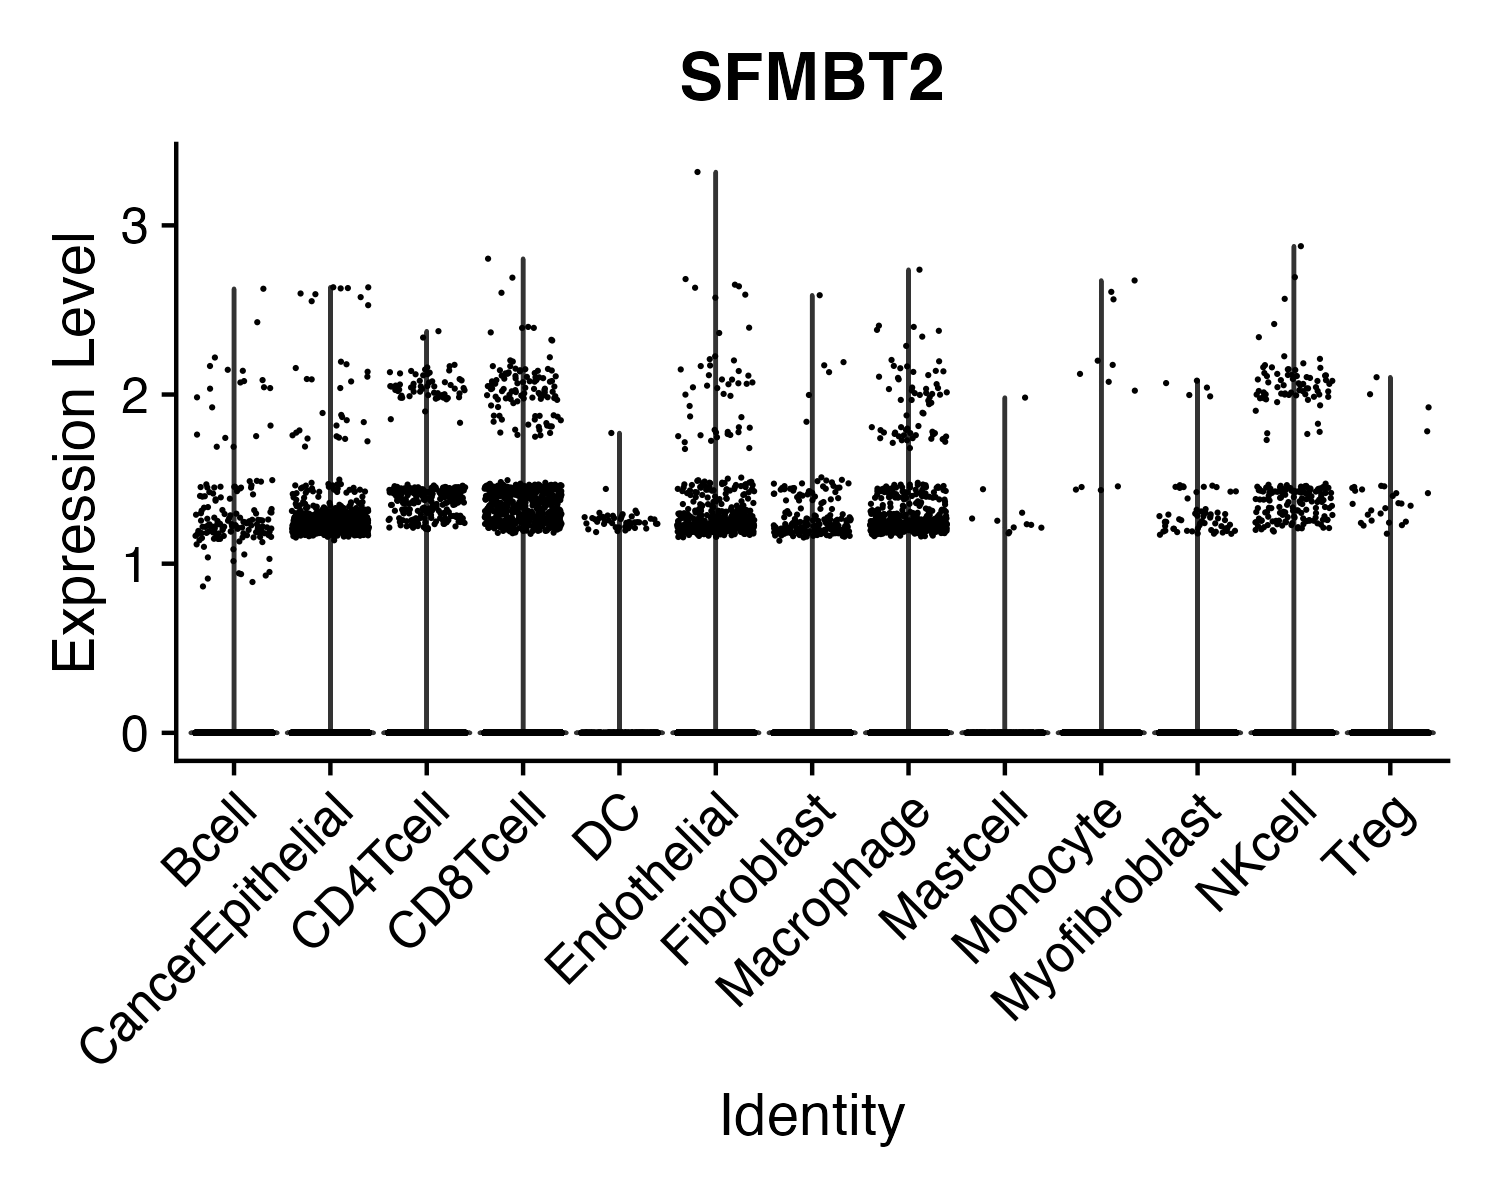 SFMBT2
Expression Level
3
2
1
0
Bcell
CancerEpithelial
CD4Tcell
CD8Tcell
DC
Endothelial
Fibroblast
Macrophage
Mastcell
Monocyte
Myofibroblast
NKcell
Treg
Identity